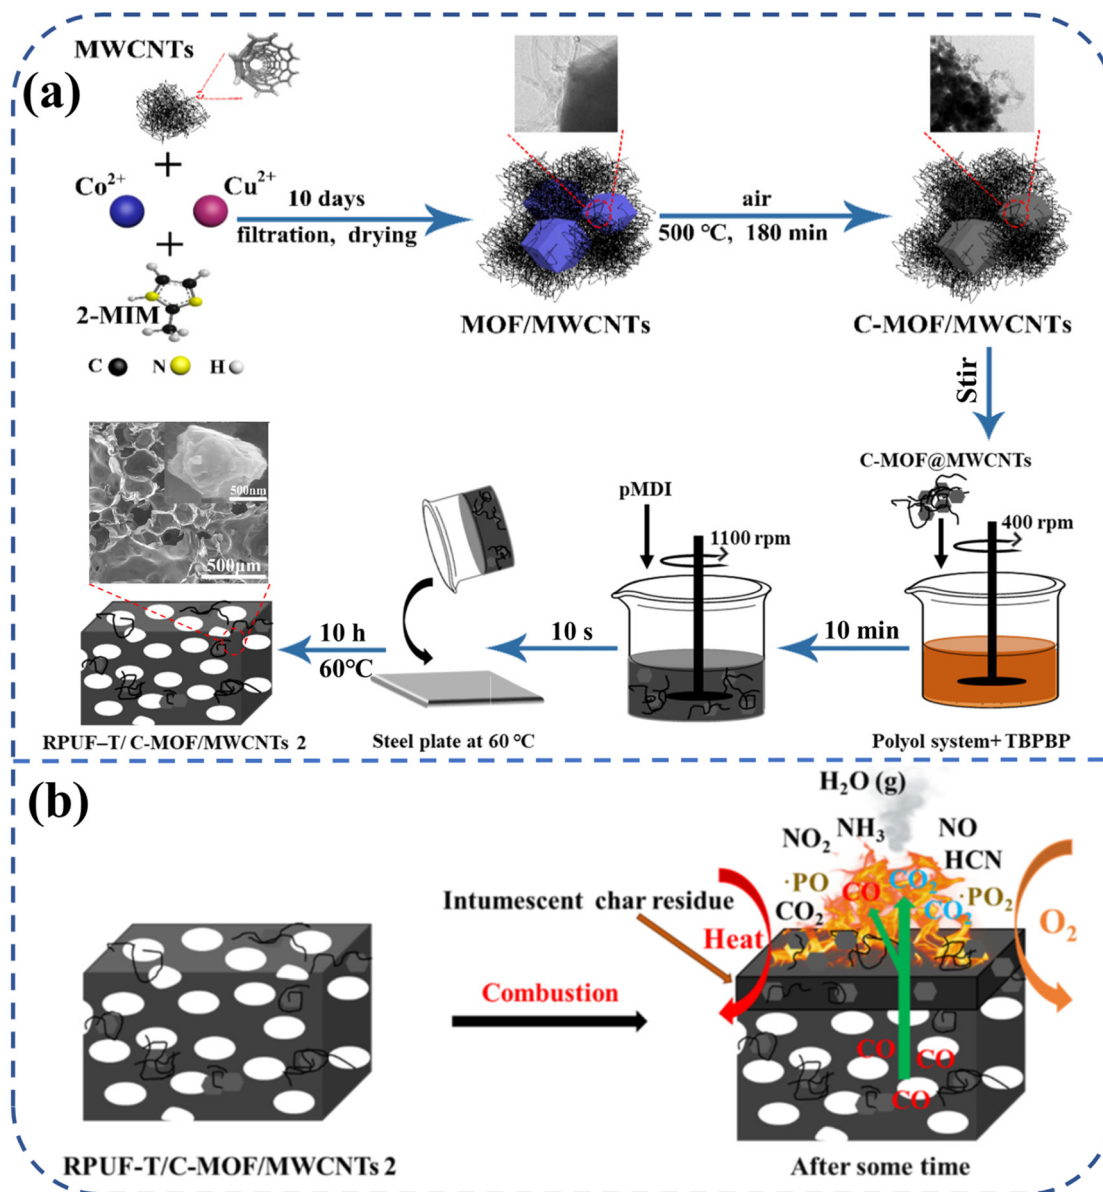 (a)
MWCNTs
+
Co²⁺
Cu²⁺
+
2-MIM
C
N
H
10 days
filtration, drying
MOF/MWCNTs
air
500 °C, 180 min
C-MOF/MWCNTs
Stir
C-MOF@MWCNTs
400 rpm
Polyol system+ TBPBP
10 min
pMDI
1100 rpm
10 s
Steel plate at 60 °C
10 h
60°C
500nm
500μm
RPUF–T/ C-MOF/MWCNTs 2
(b)
RPUF-T/C-MOF/MWCNTs 2
Combustion
Intumescent char residue
H₂O (g)
NO₂
NH₃
NO
HCN
·PO
CO
CO₂
·PO₂
CO₂
CO₂
Heat
O₂
CO
CO
CO
After some time